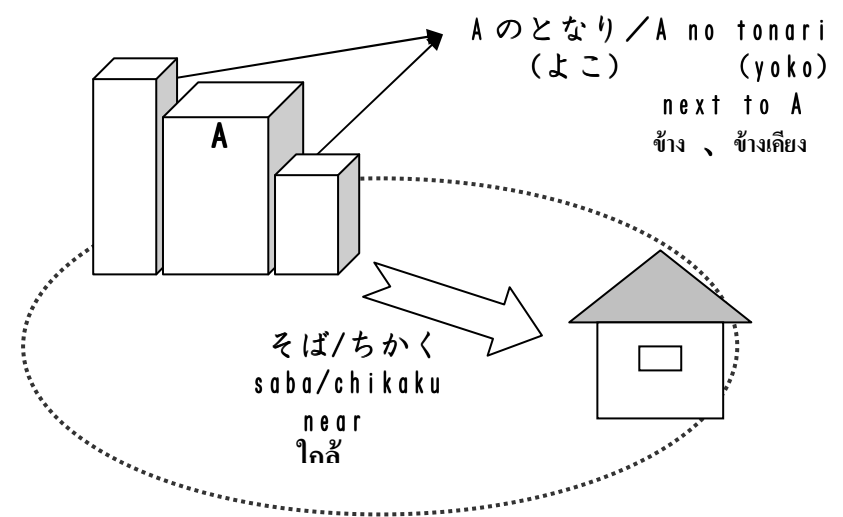 Aのとなり/A no tonari
(よこ) (yoko)
next to A
ข้าง 、 ข้างเคียง
A
そば/ちかく
saba/chikaku
near
ใกล้